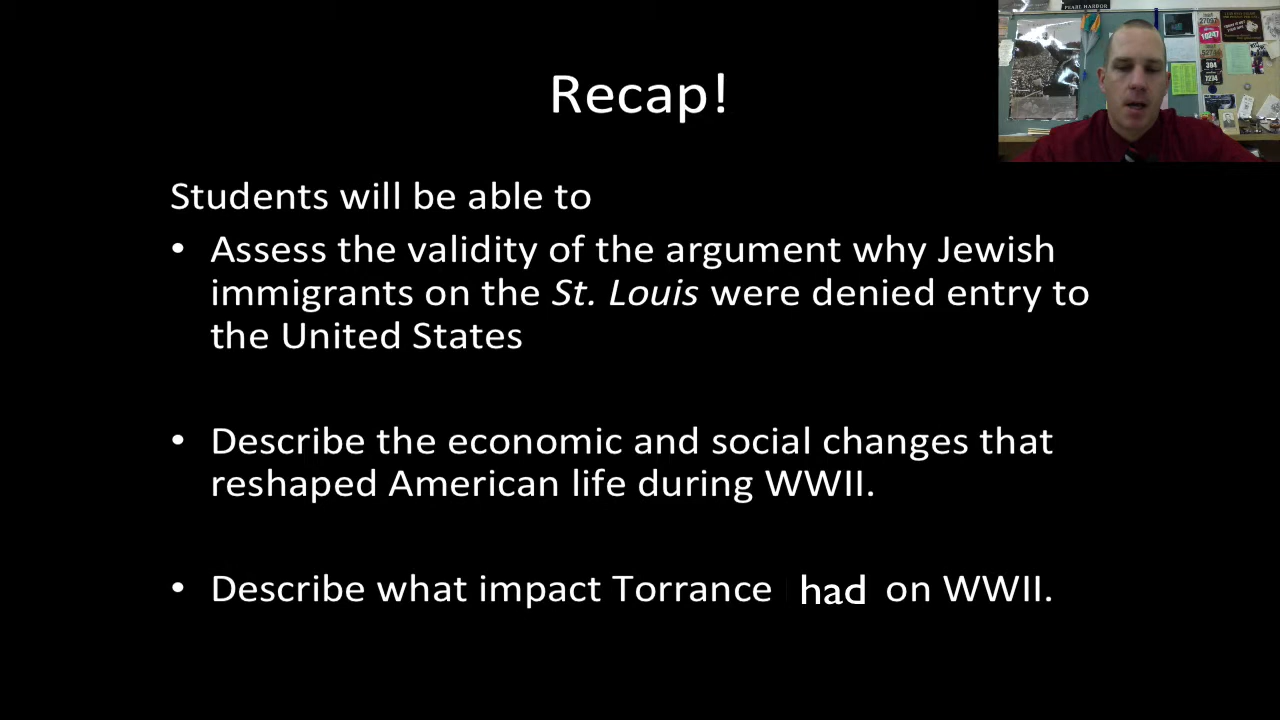 PEARL HARBOR
Recap!
Students will be able to
• Assess the validity of the argument why Jewish
immigrants on the St. Louis were denied entry to
the United States
• Describe the economic and social changes that
reshaped American life during WWII.
• Describe what impact Torrance had on WWII.